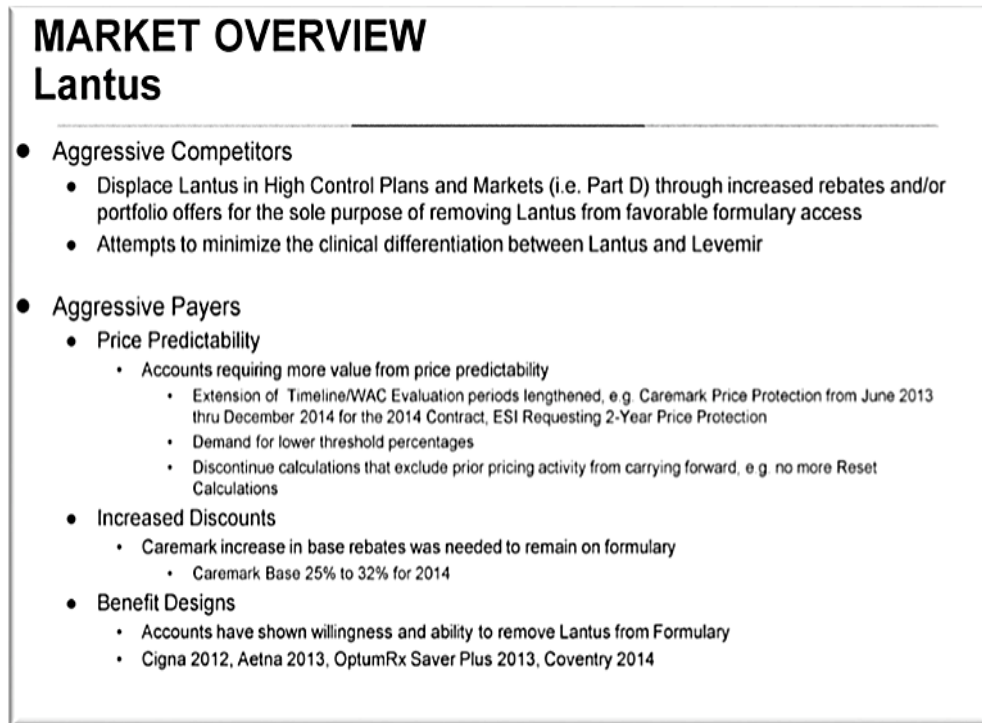 MARKET OVERVIEW
Lantus
● Aggressive Competitors
● Displace Lantus in High Control Plans and Markets (i.e. Part D) through increased rebates and/or
portfolio offers for the sole purpose of removing Lantus from favorable formulary access
● Attempts to minimize the clinical differentiation between Lantus and Levemir
● Aggressive Payers
● Price Predictability
• Accounts requiring more value from price predictability
• Extension of Timeline/WAC Evaluation periods lengthened, e.g. Caremark Price Protection from June 2013
thru December 2014 for the 2014 Contract, ESI Requesting 2-Year Price Protection
• Demand for lower threshold percentages
• Discontinue calculations that exclude prior pricing activity from carrying forward, e.g. no more Reset
Calculations
● Increased Discounts
• Caremark increase in base rebates was needed to remain on formulary
• Caremark Base 25% to 32% for 2014
● Benefit Designs
• Accounts have shown willingness and ability to remove Lantus from Formulary
• Cigna 2012, Aetna 2013, OptumRx Saver Plus 2013, Coventry 2014